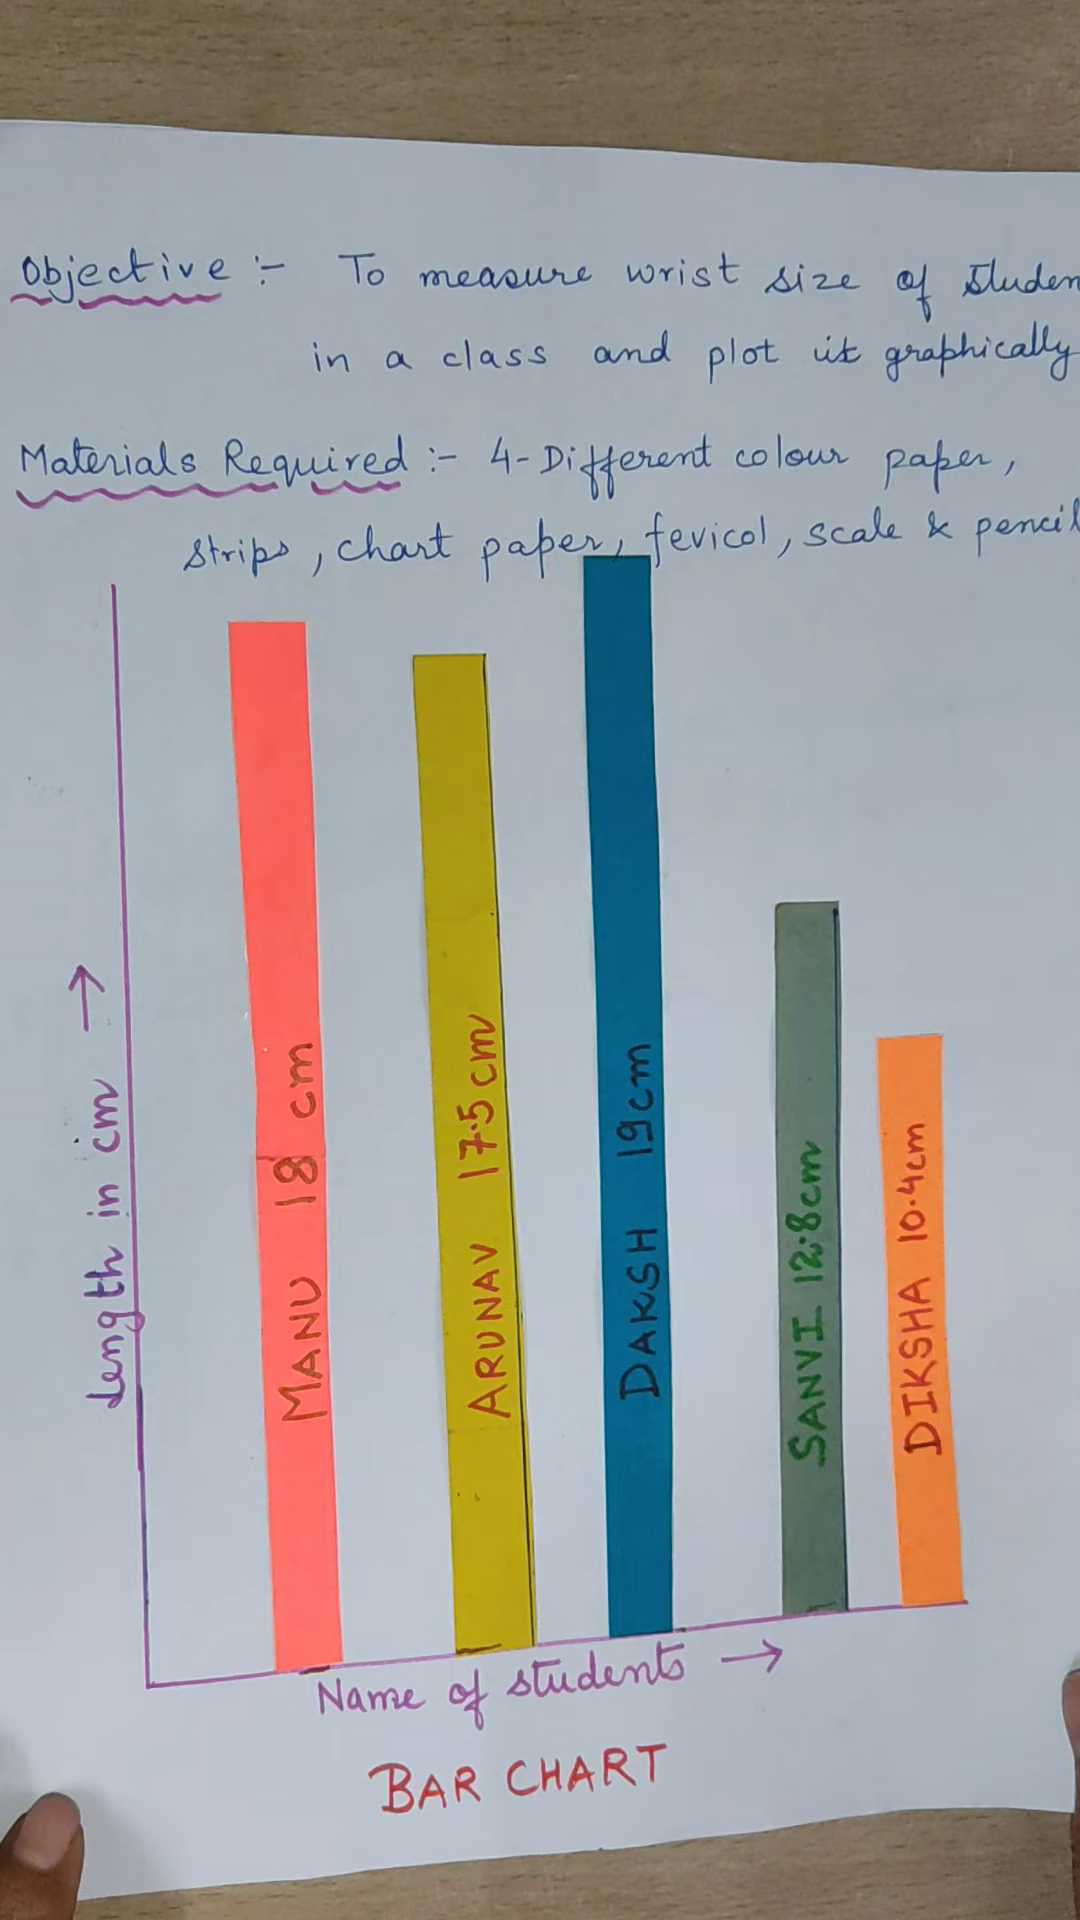 Objective :- To measure wrist size of Studen
in a class and plot it graphically
Materials Required :- 4-Different colour paper,
strips, chart paper, fevicol, scale & pencil
Length in cm →
MANU 18 cm
ARUNAV 17.5 cm
DAKSH 19cm
SANVI 12.8cm
DIKSHA 10.4cm
Name of students →
BAR CHART